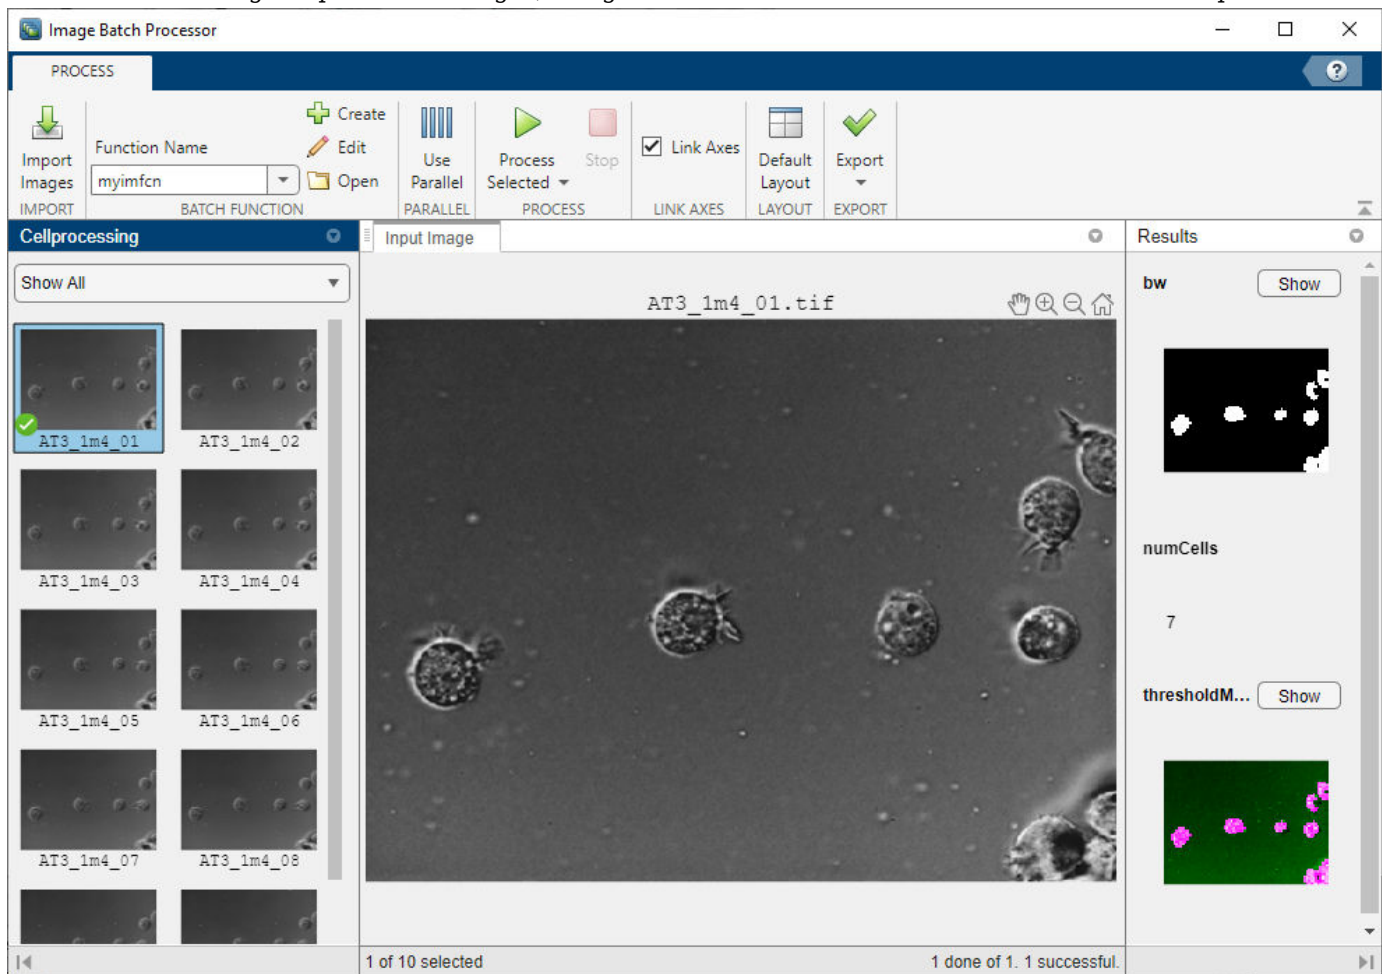 Image Batch Processor
PROCESS
?
Import Images
IMPORT
Function Name
myimfcn
Create
Edit
Open
BATCH FUNCTION
Use Parallel
PARALLEL
Process Selected
Stop
PROCESS
Link Axes
LINK AXES
Default Layout
LAYOUT
Export
EXPORT
Cellprocessing
Show All
AT3_1m4_01
AT3_1m4_02
AT3_1m4_03
AT3_1m4_04
AT3_1m4_05
AT3_1m4_06
AT3_1m4_07
AT3_1m4_08
Input Image
AT3_1m4_01.tif
Results
bw
Show
numCells
7
thresholdM...
Show
1 of 10 selected
1 done of 1. 1 successful.